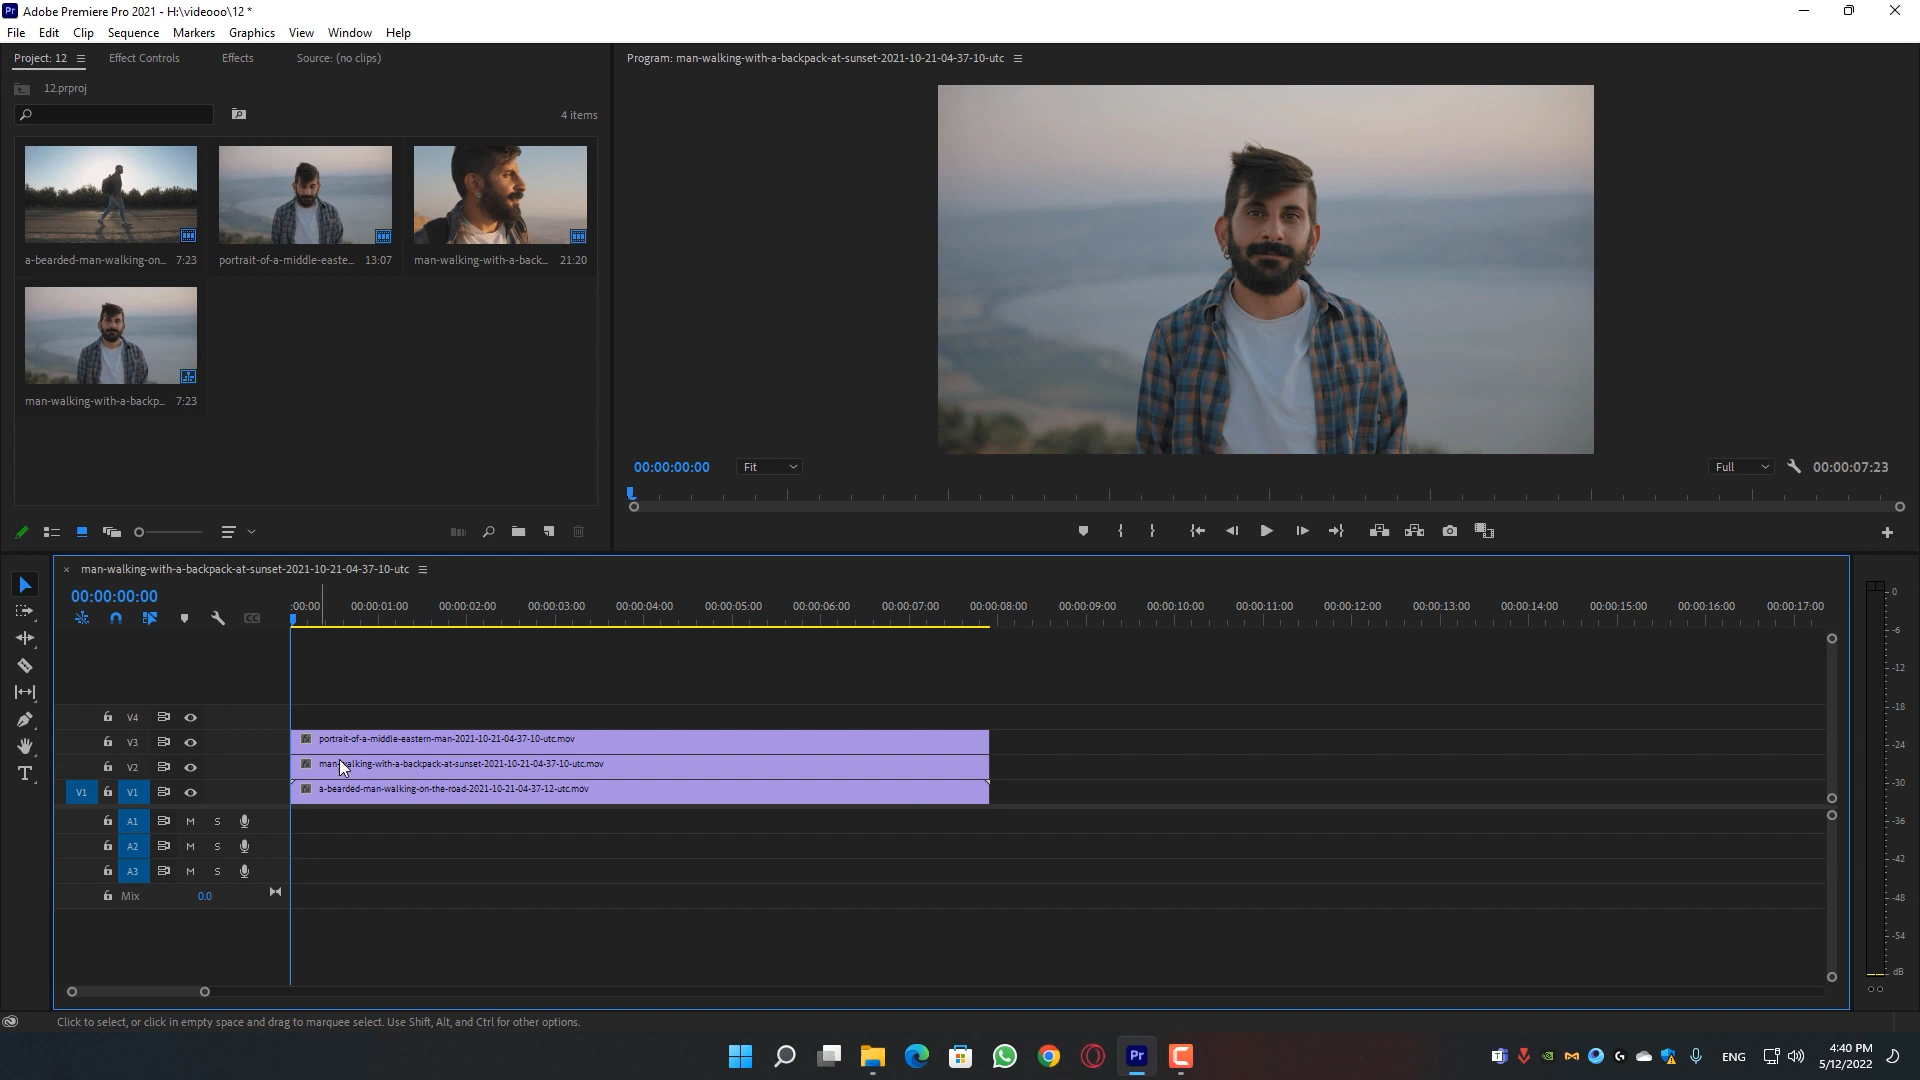 Pr Adobe Premiere Pro 2021 - H:\videooo\12 *
File Edit Clip Sequence Markers Graphics View Window Help
Project: 12 Effect Controls Effects Source: (no clips)
Program: man-walking-with-a-backpack-at-sunset-2021-10-21-04-37-10-utc
12.prproj
4 items
a-bearded-man-walking-on... 7:23
portrait-of-a-middle-easte... 13:07
man-walking-with-a-back... 21:20
man-walking-with-a-backp... 7:23
00:00:00:00 Fit Full 00:00:07:23
× man-walking-with-a-backpack-at-sunset-2021-10-21-04-37-10-utc
00:00:00:00
:00:00 00:00:01:00 00:00:02:00 00:00:03:00 00:00:04:00 00:00:05:00 00:00:06:00 00:00:07:00 00:00:08:00 00:00:09:00 00:00:10:00 00:00:11:00 00:00:12:00 00:00:13:00 00:00:14:00 00:00:15:00 00:00:16:00 00:00:17:00
V4
V3 fx portrait-of-a-middle-eastern-man-2021-10-21-04-37-10-utc.mov
V2 fx man-walking-with-a-backpack-at-sunset-2021-10-21-04-37-10-utc.mov
V1 V1 fx a-bearded-man-walking-on-the-road-2021-10-21-04-37-12-utc.mov
A1 M S
A2 M S
A3 M S
Mix 0.0
0
-6
-12
-18
-24
-30
-36
-42
-48
-54
dB
Click to select, or click in empty space and drag to marquee select. Use Shift, Alt, and Ctrl for other options.
Pr
ENG
4:40 PM
5/12/2022